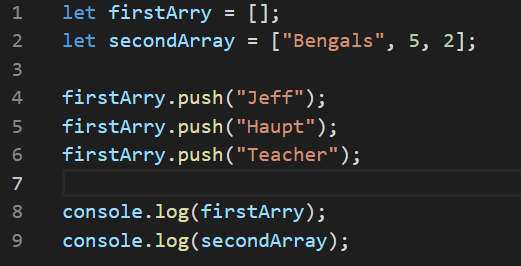 1 let firstArry = [];
2 let secondArray = ["Bengals", 5, 2];
3
4 firstArry.push("Jeff");
5 firstArry.push("Haupt");
6 firstArry.push("Teacher");
7
8 console.log(firstArry);
9 console.log(secondArray);